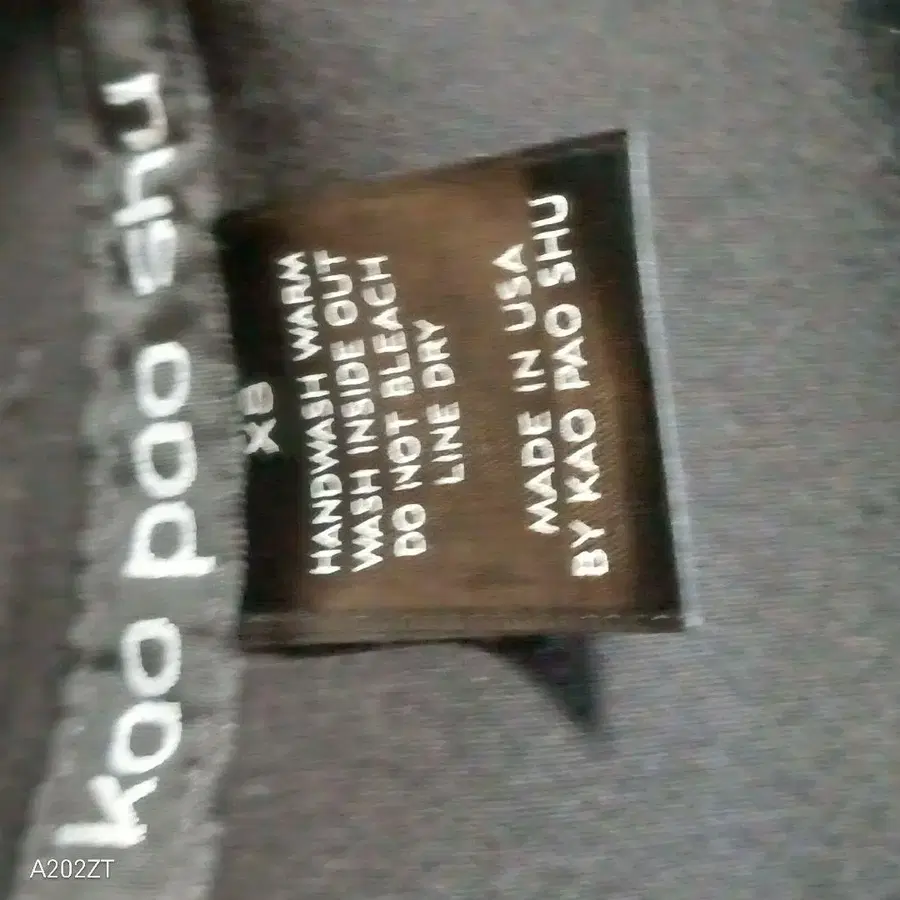 kao pao shu
HANDWASH WARM
WASH INSIDE OUT
DO NOT BLEACH
LINE DRY
MADE IN USA
BY KAO PAO SHU
A202ZT